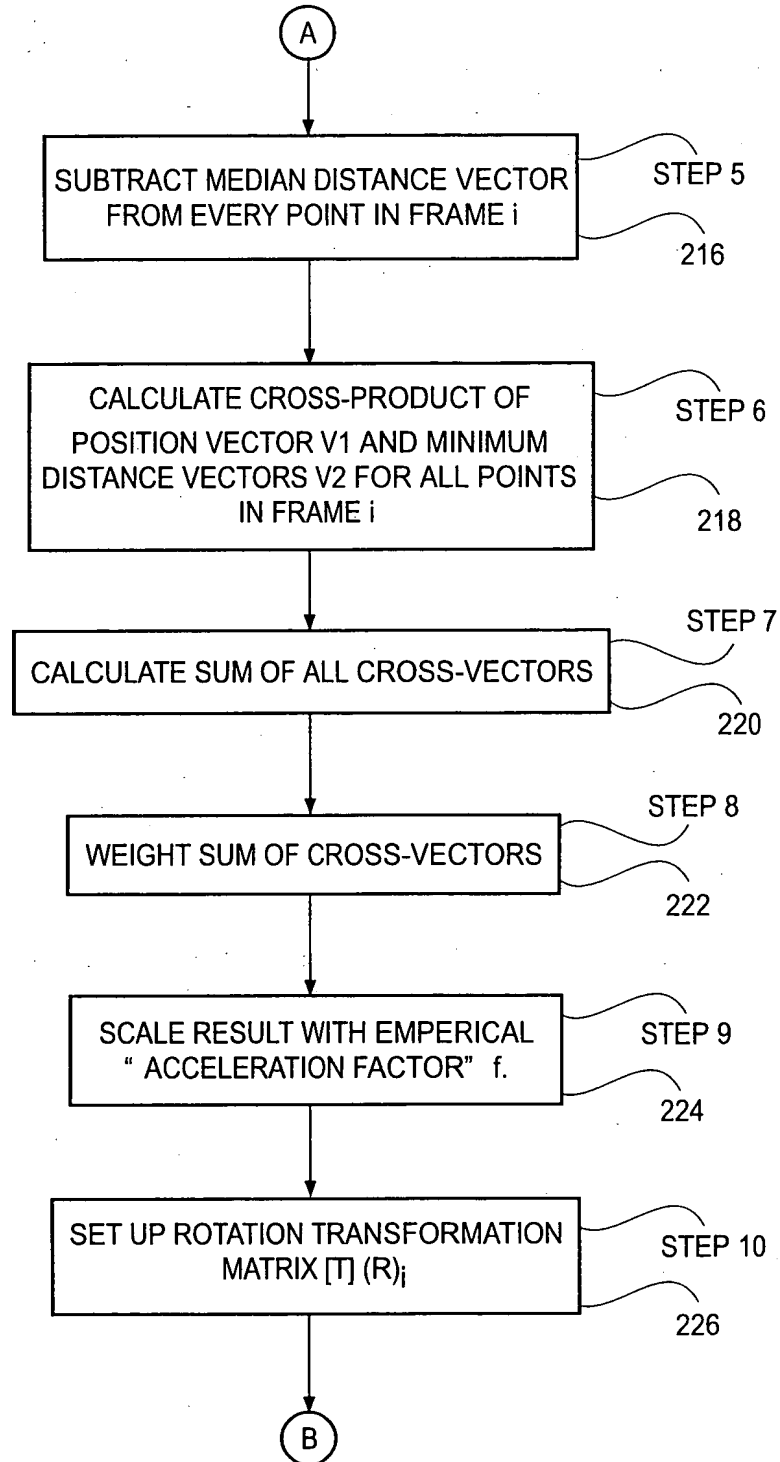 A
SUBTRACT MEDIAN DISTANCE VECTOR
FROM EVERY POINT IN FRAME i
STEP 5
216
CALCULATE CROSS-PRODUCT OF
POSITION VECTOR V1 AND MINIMUM
DISTANCE VECTORS V2 FOR ALL POINTS
IN FRAME i
STEP 6
218
CALCULATE SUM OF ALL CROSS-VECTORS
STEP 7
220
WEIGHT SUM OF CROSS-VECTORS
STEP 8
222
SCALE RESULT WITH EMPERICAL
“ ACCELERATION FACTOR” f.
STEP 9
224
SET UP ROTATION TRANSFORMATION
MATRIX [T] (R)i
STEP 10
226
B